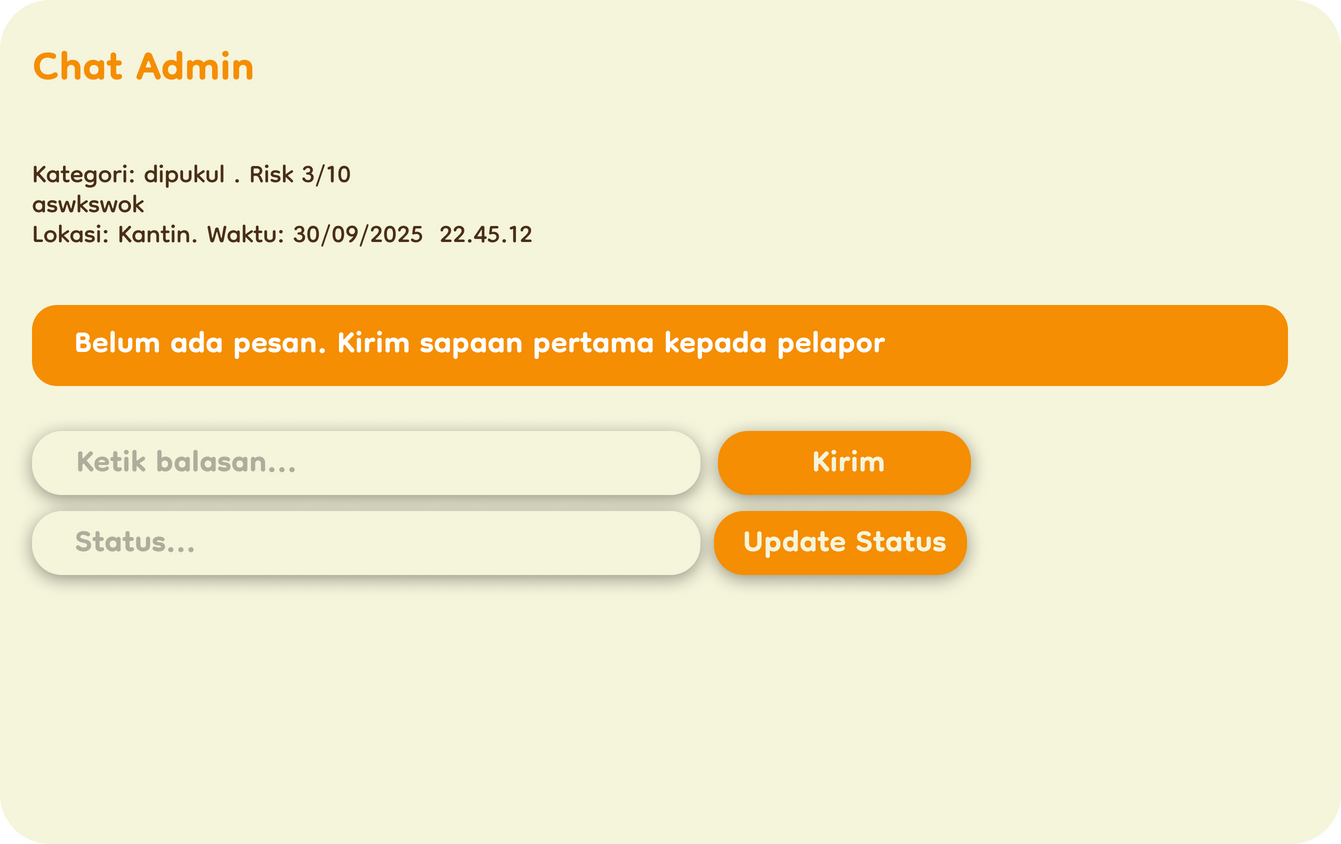 Chat Admin
Kategori: dipukul . Risk 3/10
aswkswok
Lokasi: Kantin. Waktu: 30/09/2025  22.45.12
Belum ada pesan. Kirim sapaan pertama kepada pelapor
Ketik balasan...
Kirim
Status...
Update Status